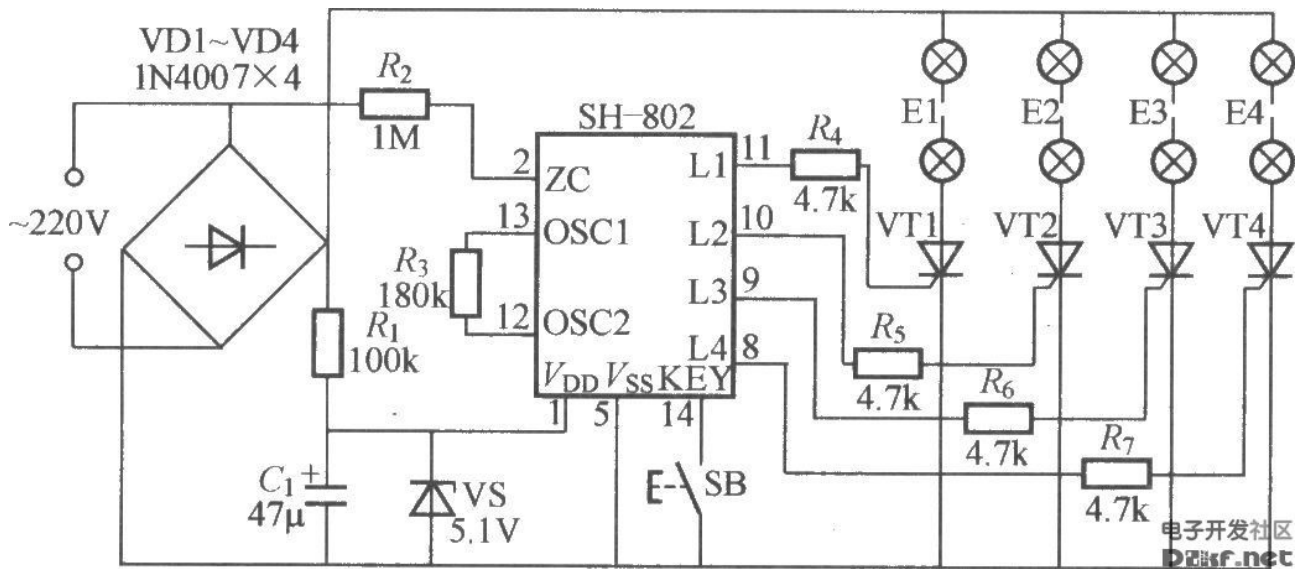 VD1~VD4
1N4007×4
R2
1M
SH-802
~220V
2
ZC
13
OSC1
R3
180k
12
OSC2
R1
100k
VDD
VSS
KEY
1
5
14
L1
11
R4
4.7k
L2
10
L3
9
L4
8
R5
4.7k
R6
4.7k
R7
4.7k
E1
E2
E3
E4
VT1
VT2
VT3
VT4
C1
+
47μ
VS
5.1V
SB
电子开发社区
Dzkf.net